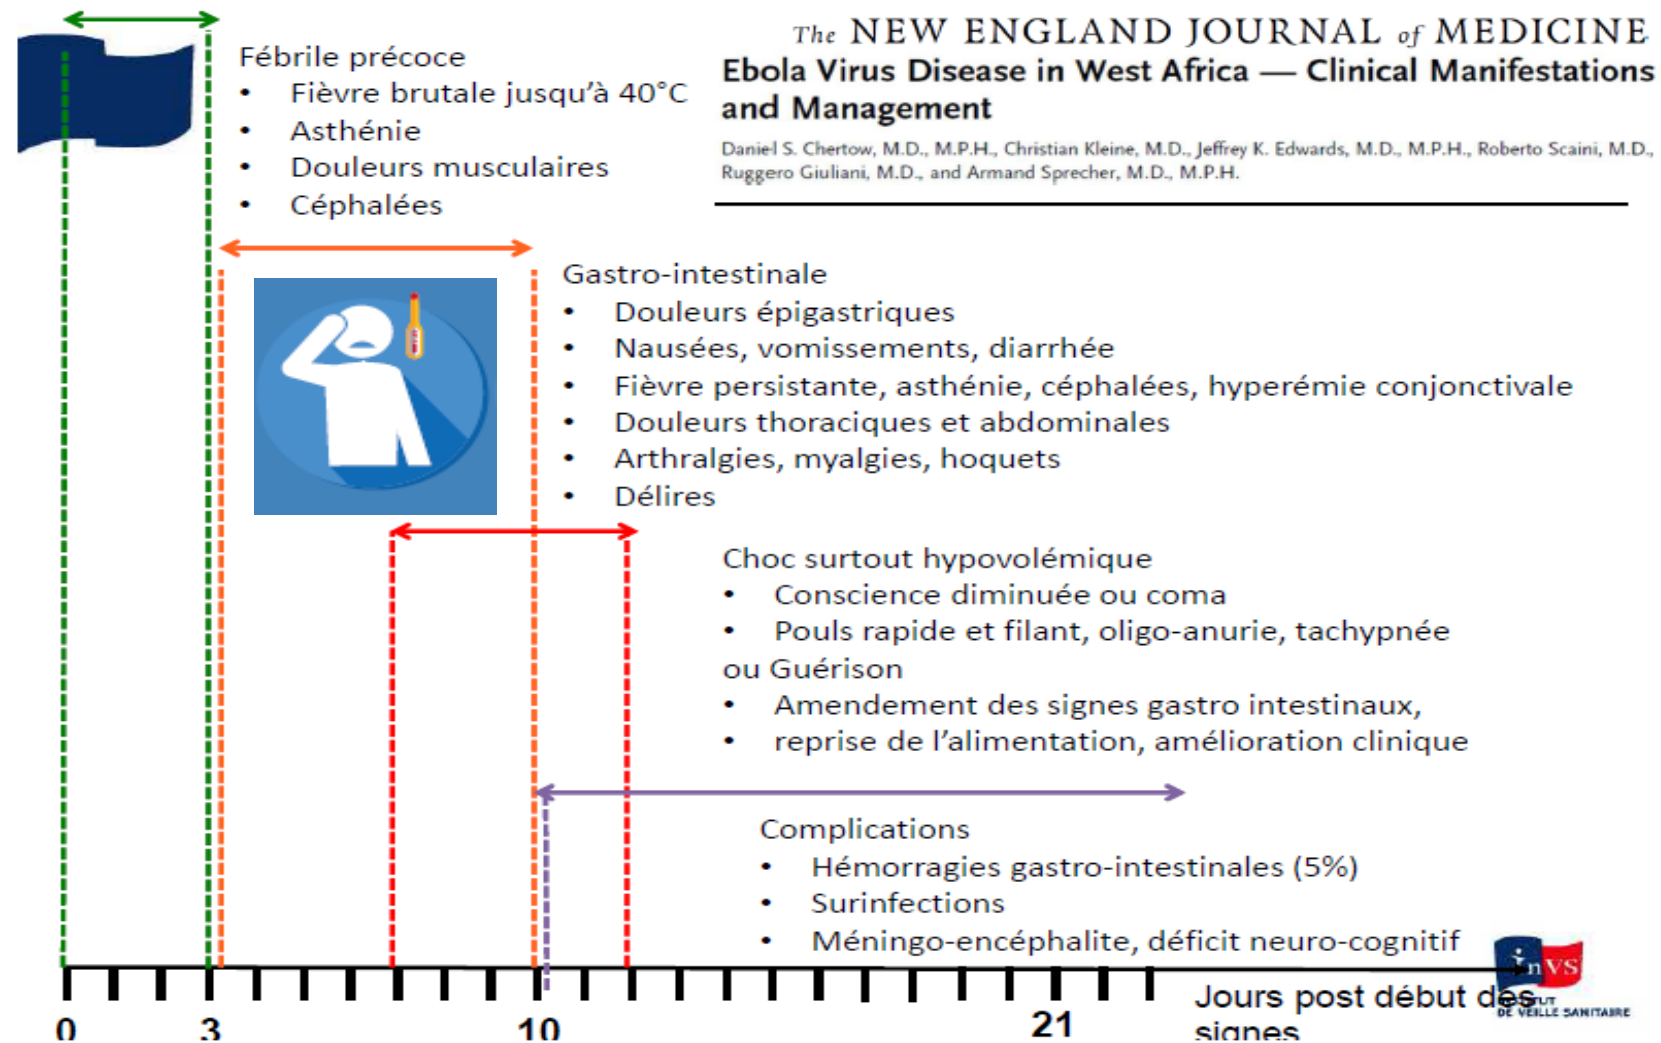 The NEW ENGLAND JOURNAL of MEDICINE
Ebola Virus Disease in West Africa — Clinical Manifestations
and Management
Daniel S. Chertow, M.D., M.P.H., Christian Kleine, M.D., Jeffrey K. Edwards, M.D., M.P.H., Roberto Scaini, M.D.,
Ruggero Giuliani, M.D., and Armand Sprecher, M.D., M.P.H.
Fébrile précoce
• Fièvre brutale jusqu’à 40°C
• Asthénie
• Douleurs musculaires
• Céphalées
Gastro-intestinale
• Douleurs épigastriques
• Nausées, vomissements, diarrhée
• Fièvre persistante, asthénie, céphalées, hyperémie conjonctivale
• Douleurs thoraciques et abdominales
• Arthralgies, myalgies, hoquets
• Délires
Choc surtout hypovolémique
• Conscience diminuée ou coma
• Pouls rapide et filant, oligo-anurie, tachypnée
ou Guérison
• Amendement des signes gastro intestinaux,
• reprise de l’alimentation, amélioration clinique
Complications
• Hémorragies gastro-intestinales (5%)
• Surinfections
• Méningo-encéphalite, déficit neuro-cognitif
0 3 10 21
Jours post début des
signes
inVS
DE VEILLE SANITAIRE